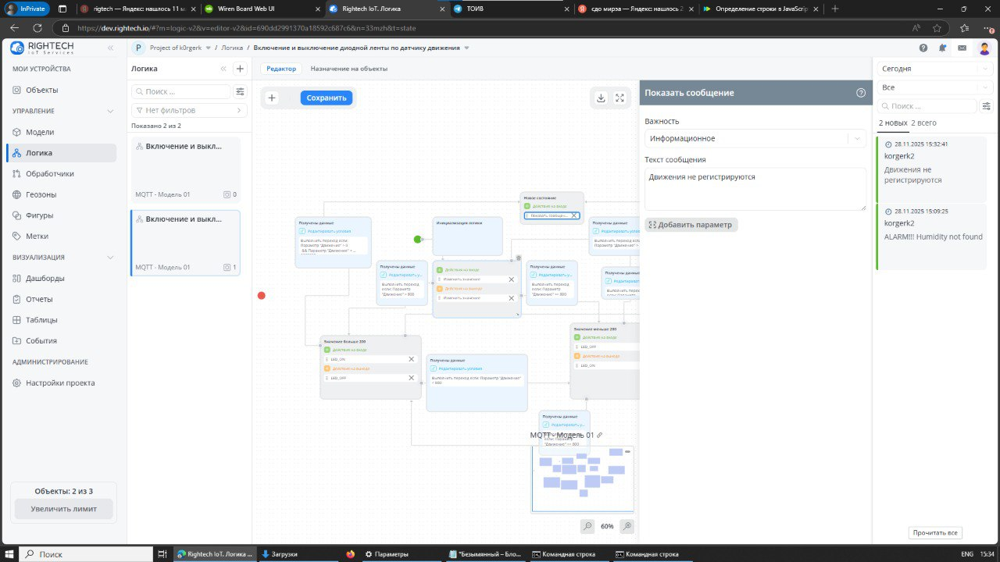 InPrivate
rigtech — Яндекс нашлось 11 м
Wiren Board Web UI
Rightech IoT. Логика
ТОИВ
сдо мирэа — Яндекс нашлось 2
Определение строки в JavaScrip
https://dev.rightech.io/#?m=logic-v2&v=editor-v2&id=690dd2991370a18592c687c6&n=33mzh&t=state
RIGHTECH
IoT Services
МОИ УСТРОЙСТВА
Объекты
УПРАВЛЕНИЕ
Модели
Логика
Обработчики
Геозоны
Фигуры
Метки
ВИЗУАЛИЗАЦИЯ
Дашборды
Отчеты
Таблицы
События
АДМИНИСТРИРОВАНИЕ
Настройки проекта
Объекты: 2 из 3
Увеличить лимит
P Project of k0rgerk / Логика / Включение и выключение диодной ленты по датчику движения
Логика
Поиск ...
Нет фильтров
Показано 2 из 2
Включение и выкл...
MQTT - Модель 01 0
Включение и выкл...
MQTT - Модель 01 1
Редактор Назначение на объекты
Сохранить
Новое состояние
Действия на входе
Показать сообщен...
Получены данные
Редактировать условия
Выполнить переход если:
Параметр "Движение" > 0
&& Параметр "Движение" < ...
Инициализация логики
Получены данные
Редактировать у...
Выполнить переход
если: Параметр
"Движение" > 800
Действия на входе
Изменить значение
Действия на выходе
Изменить значение
Получены данные
Редактировать у...
Выполнить переход
если: Параметр
"Движение" >= 800
Получены данные
Выполнить переход если:
Параметр "Движение"
Получены данные
Редактировать у...
Выполнить переход
если: Параметр
Значение больше 200
Действия на входе
LED_ON
Действия на выходе
LED_OFF
Получены данные
Редактировать условия
Выполнить переход если: Параметр "Движение"
< 800
Значение меньше 200
Действия на входе
LED_OFF
Действия на выходе
LED_ON
Получены данные
Редактировать у...
MQTT - Модель 01
"Движение" >= 800
60%
Показать сообщение
Важность
Информационное
Текст сообщения
Движения не регистрируются
Добавить параметр
Сегодня
Все
Поиск ...
2 новых 2 всего
28.11.2025 15:32:41
korgerk2
Движения не
регистрируются
28.11.2025 15:09:25
korgerk2
ALARM!!! Humidity not found
Прочитать все
Поиск
Rightech IoT. Логика ...
Загрузки
Параметры
*Безымянный – Бло...
Командная строка
Командная строка
ENG 15:34